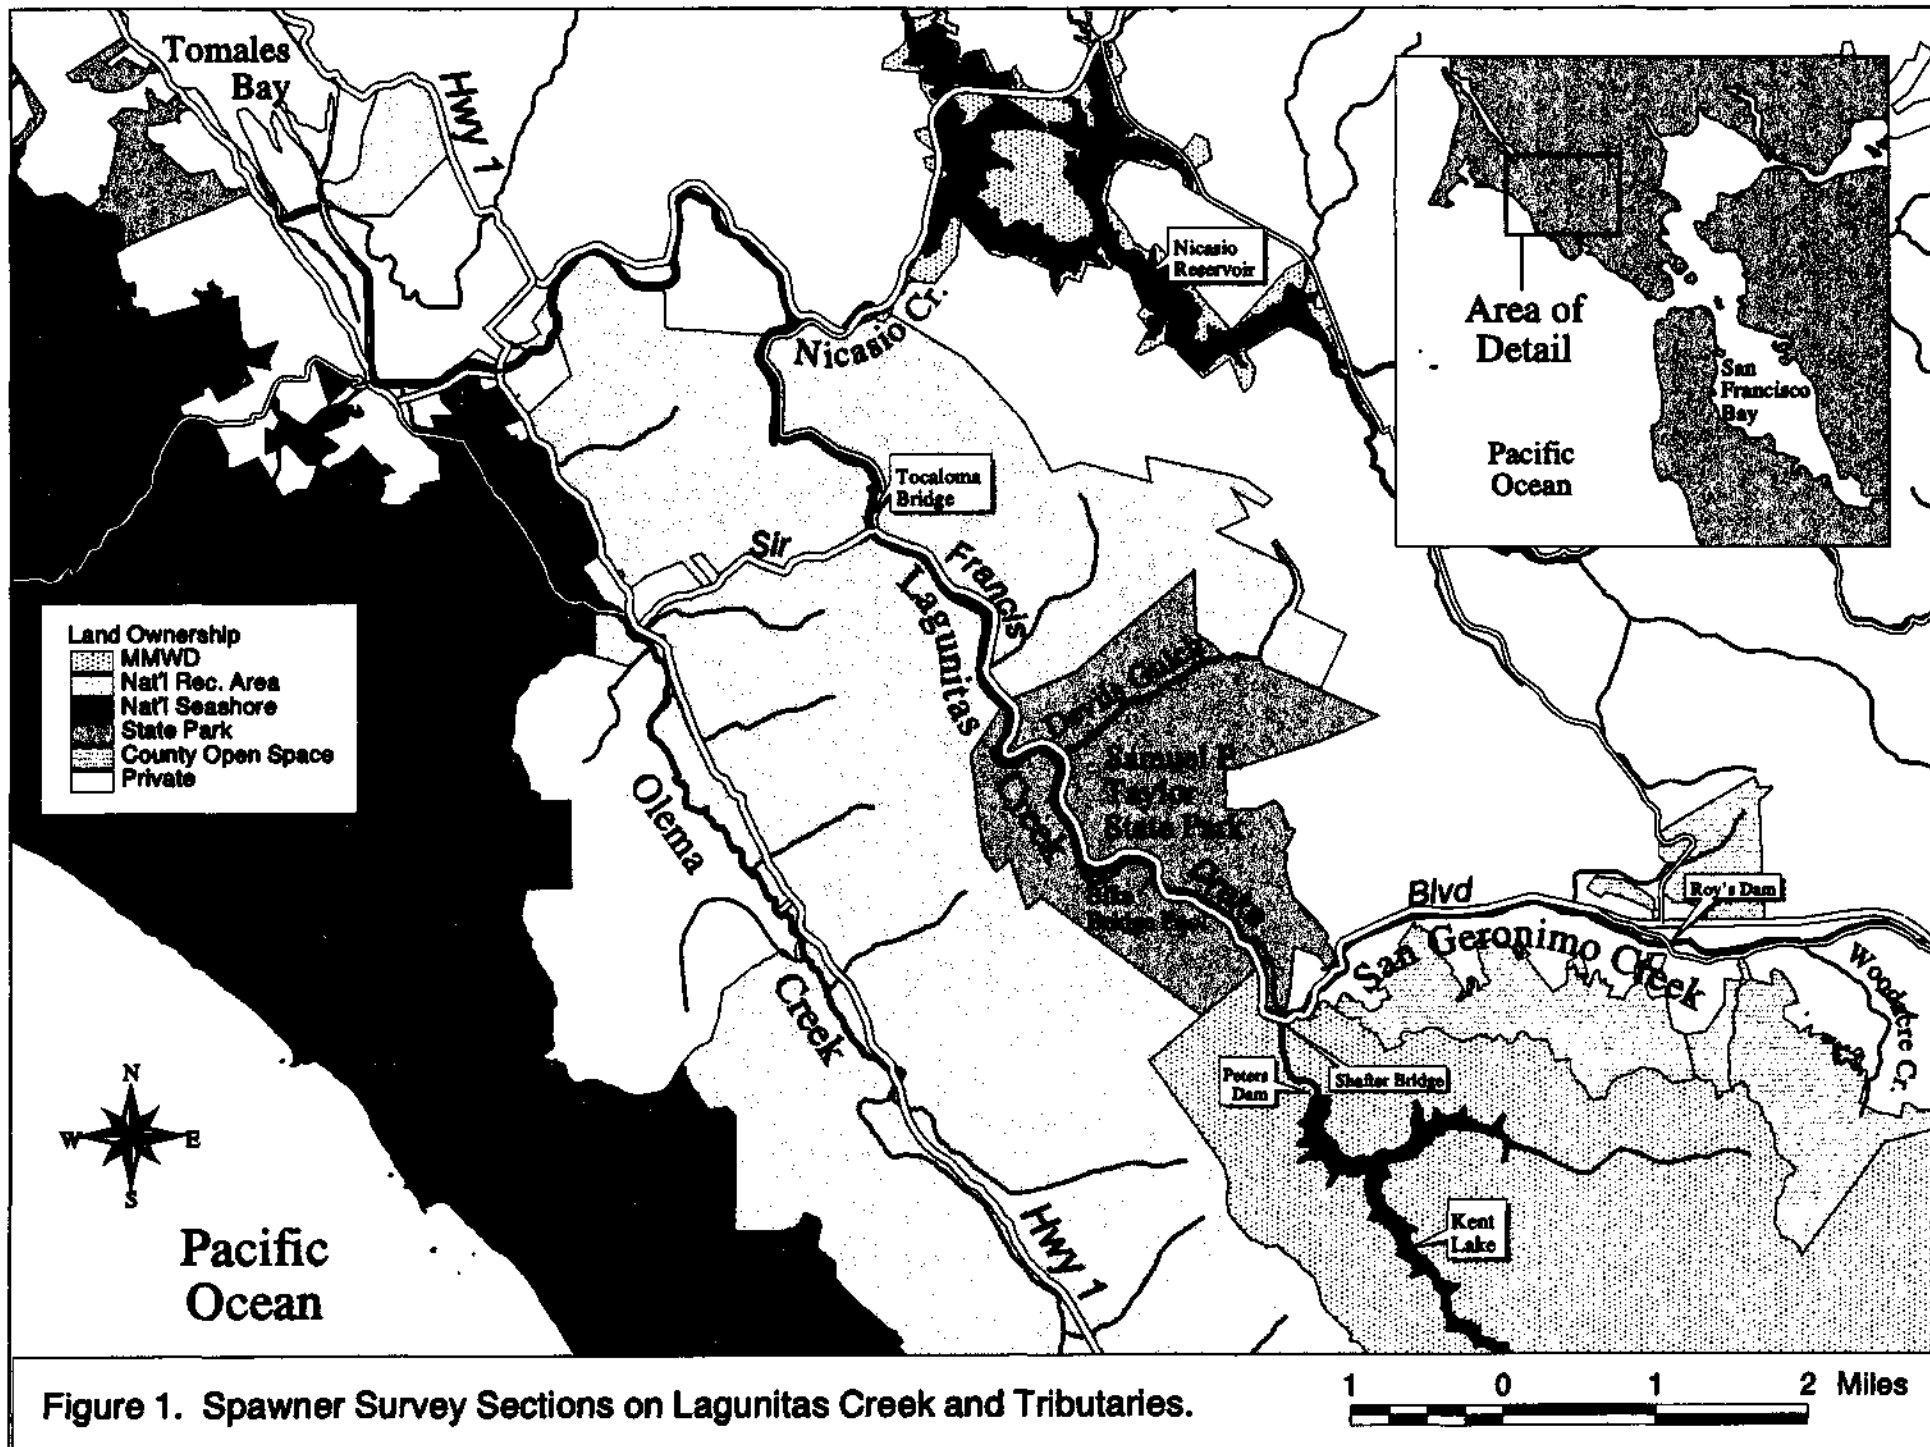 Tomales
Bay
Hwy 1
Nicasio
Reservoir
Nicasio Cr.
Area of
Detail
San
Francisco
Bay
Pacific
Ocean
Tocaloma
Bridge
Sir
Francis
Lagunitas
Creek
Devils Gulch
Samuel P.
Taylor
State Park
Drake
Blvd
Land Ownership
MMWD
Nat'l Rec. Area
Nat'l Seashore
State Park
County Open Space
Private
Olema
Creek
Roy's Dam
San Geronimo Creek
Woodacre Cr.
Peters
Dam
Shafter Bridge
Kent
Lake
Hwy 1
N
W
E
S
Pacific
Ocean
1 0 1 2 Miles
Figure 1. Spawner Survey Sections on Lagunitas Creek and Tributaries.